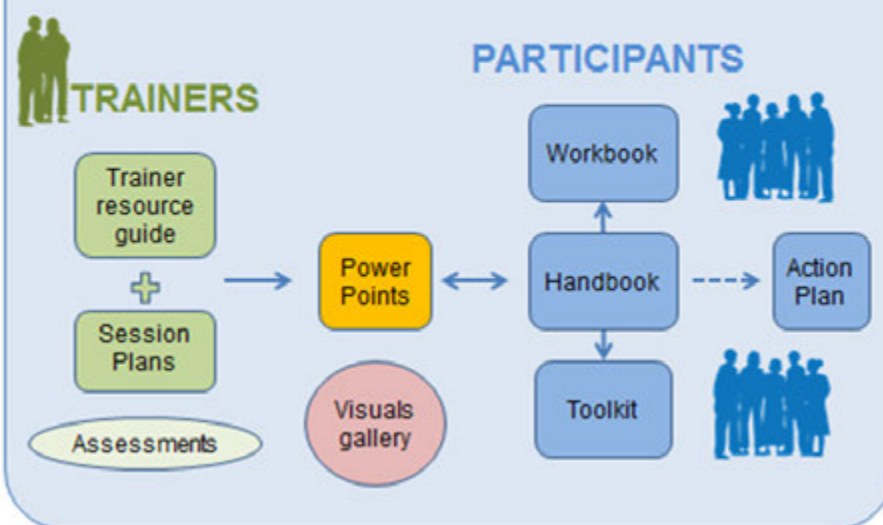 TRAINERS
PARTICIPANTS
Trainer
resource
guide
Session
Plans
Assessments
Power
Points
Visuals
gallery
Workbook
Handbook
Toolkit
Action
Plan